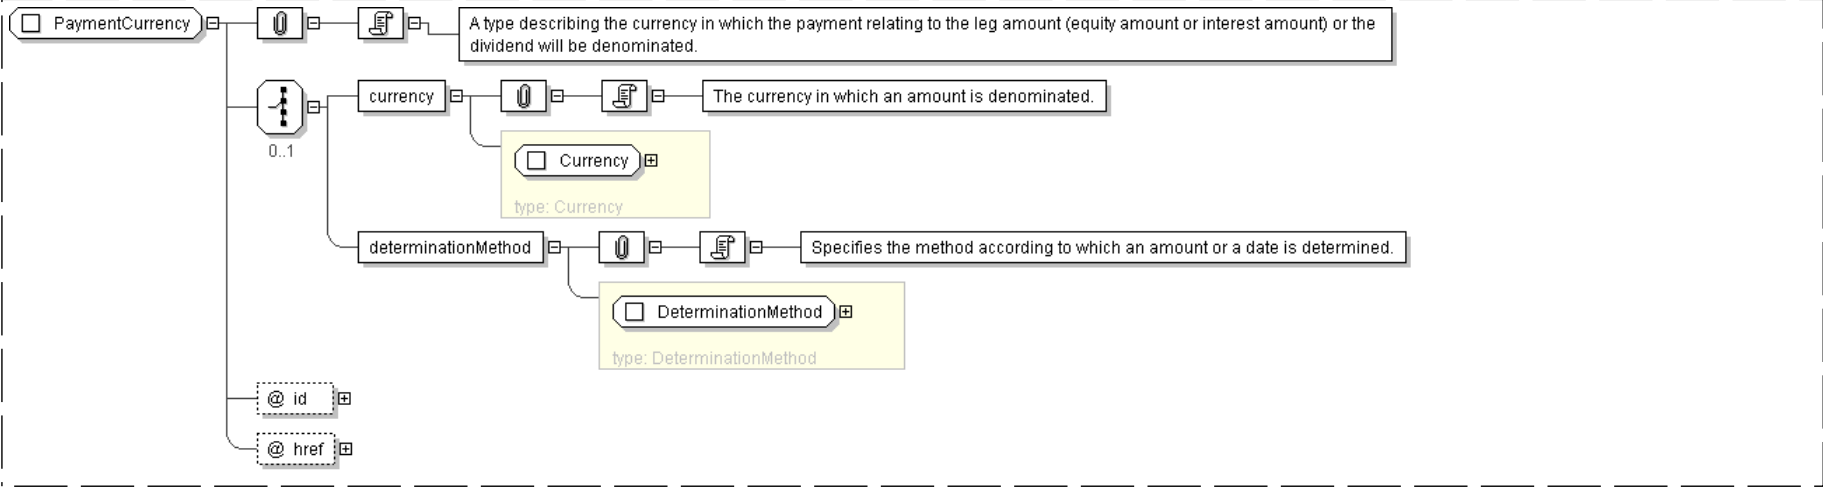 PaymentCurrency
A type describing the currency in which the payment relating to the leg amount (equity amount or interest amount) or the
dividend will be denominated.
currency
The currency in which an amount is denominated.
0..1
Currency
type: Currency
determinationMethod
Specifies the method according to which an amount or a date is determined.
DeterminationMethod
type: DeterminationMethod
@ id
@ href